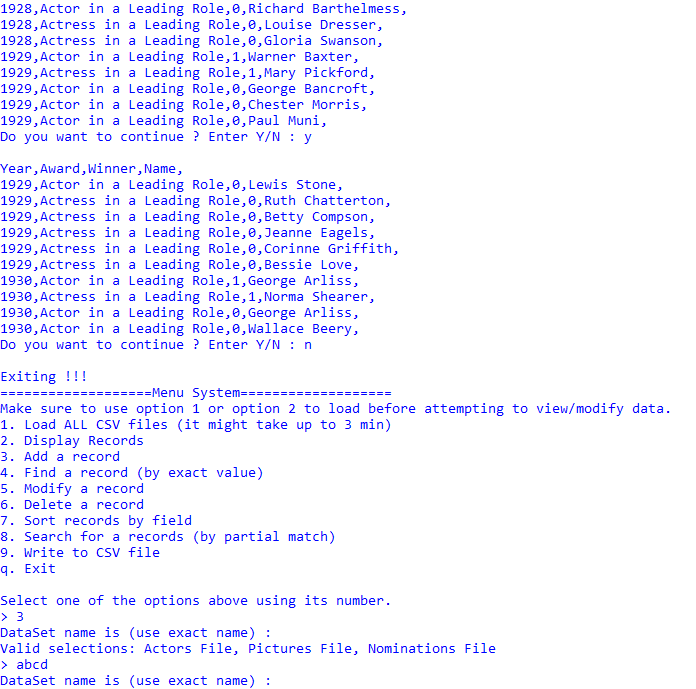 1928,Actor in a Leading Role,0,Richard Barthelmess,
1928,Actress in a Leading Role,0,Louise Dresser,
1928,Actress in a Leading Role,0,Gloria Swanson,
1929,Actor in a Leading Role,1,Warner Baxter,
1929,Actress in a Leading Role,1,Mary Pickford,
1929,Actor in a Leading Role,0,George Bancroft,
1929,Actor in a Leading Role,0,Chester Morris,
1929,Actor in a Leading Role,0,Paul Muni,
Do you want to continue ? Enter Y/N : y

Year,Award,Winner,Name,
1929,Actor in a Leading Role,0,Lewis Stone,
1929,Actress in a Leading Role,0,Ruth Chatterton,
1929,Actress in a Leading Role,0,Betty Compson,
1929,Actress in a Leading Role,0,Jeanne Eagels,
1929,Actress in a Leading Role,0,Corinne Griffith,
1929,Actress in a Leading Role,0,Bessie Love,
1930,Actor in a Leading Role,1,George Arliss,
1930,Actress in a Leading Role,1,Norma Shearer,
1930,Actor in a Leading Role,0,George Arliss,
1930,Actor in a Leading Role,0,Wallace Beery,
Do you want to continue ? Enter Y/N : n

Exiting !!!
===================Menu System===================
Make sure to use option 1 or option 2 to load before attempting to view/modify data.
1. Load ALL CSV files (it might take up to 3 min)
2. Display Records
3. Add a record
4. Find a record (by exact value)
5. Modify a record
6. Delete a record
7. Sort records by field
8. Search for a records (by partial match)
9. Write to CSV file
q. Exit

Select one of the options above using its number.
> 3
DataSet name is (use exact name) :
Valid selections: Actors File, Pictures File, Nominations File
> abcd
DataSet name is (use exact name) :